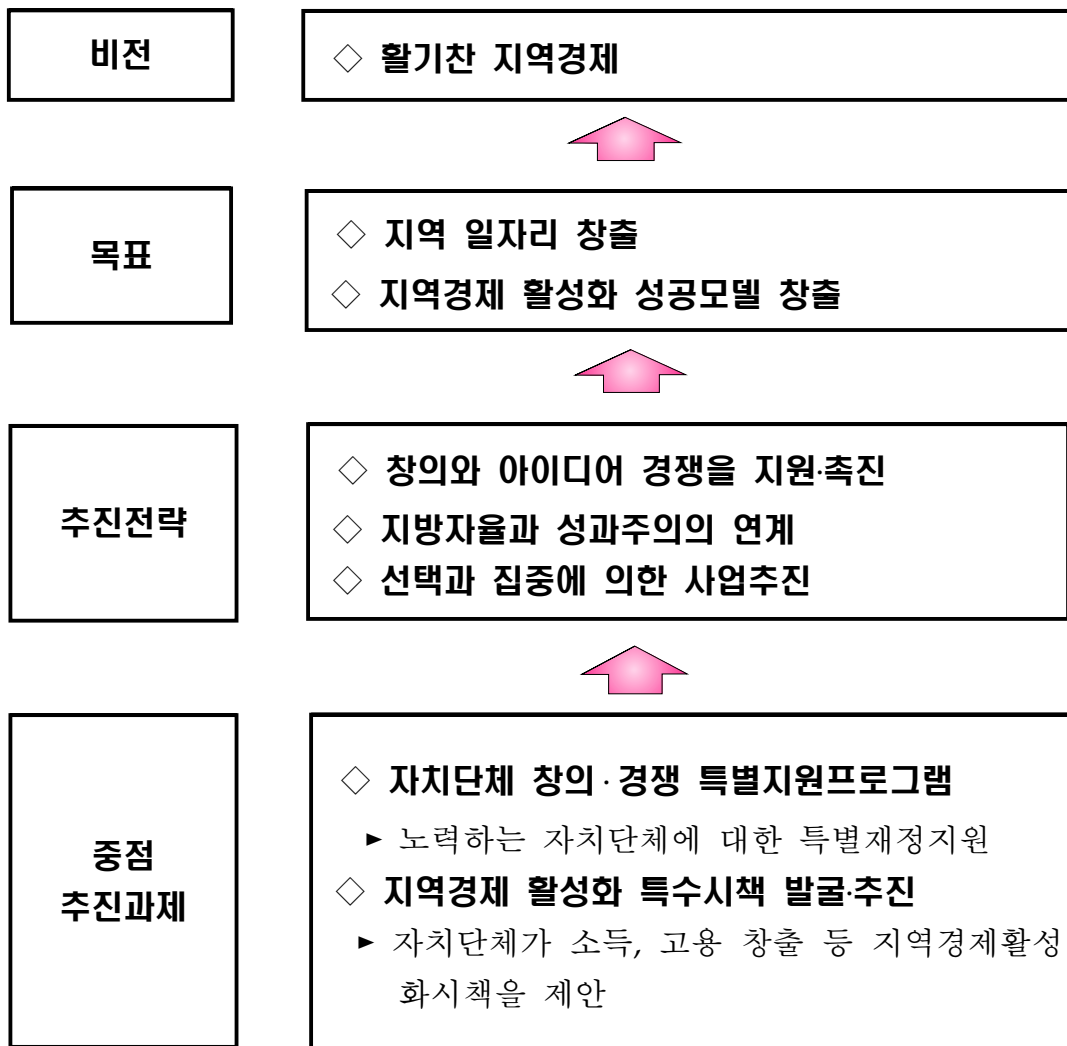 비전
◇ 활기찬 지역경제
목표
◇ 지역 일자리 창출
◇ 지역경제 활성화 성공모델 창출
추진전략
◇ 창의와 아이디어 경쟁을 지원·촉진
◇ 지방자율과 성과주의의 연계
◇ 선택과 집중에 의한 사업추진
중점
추진과제
◇ 자치단체 창의·경쟁 특별지원프로그램
► 노력하는 자치단체에 대한 특별재정지원
◇ 지역경제 활성화 특수시책 발굴·추진
► 자치단체가 소득, 고용 창출 등 지역경제활성
화시책을 제안